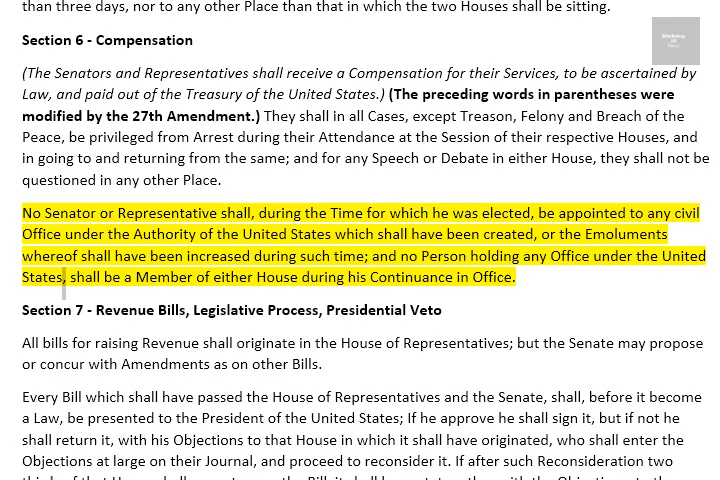 than three days, nor to any other Place than that in which the two Houses shall be sitting.
Section 6 - Compensation
(The Senators and Representatives shall receive a Compensation for their Services, to be ascertained by
Law, and paid out of the Treasury of the United States.) (The preceding words in parentheses were
modified by the 27th Amendment.) They shall in all Cases, except Treason, Felony and Breach of the
Peace, be privileged from Arrest during their Attendance at the Session of their respective Houses, and
in going to and returning from the same; and for any Speech or Debate in either House, they shall not be
questioned in any other Place.
No Senator or Representative shall, during the Time for which he was elected, be appointed to any civil
Office under the Authority of the United States which shall have been created, or the Emoluments
whereof shall have been increased during such time; and no Person holding any Office under the United
States, shall be a Member of either House during his Continuance in Office.
Section 7 - Revenue Bills, Legislative Process, Presidential Veto
All bills for raising Revenue shall originate in the House of Representatives; but the Senate may propose
or concur with Amendments as on other Bills.
Every Bill which shall have passed the House of Representatives and the Senate, shall, before it become
a Law, be presented to the President of the United States; If he approve he shall sign it, but if not he
shall return it, with his Objections to that House in which it shall have originated, who shall enter the
Objections at large on their Journal, and proceed to reconsider it. If after such Reconsideration two